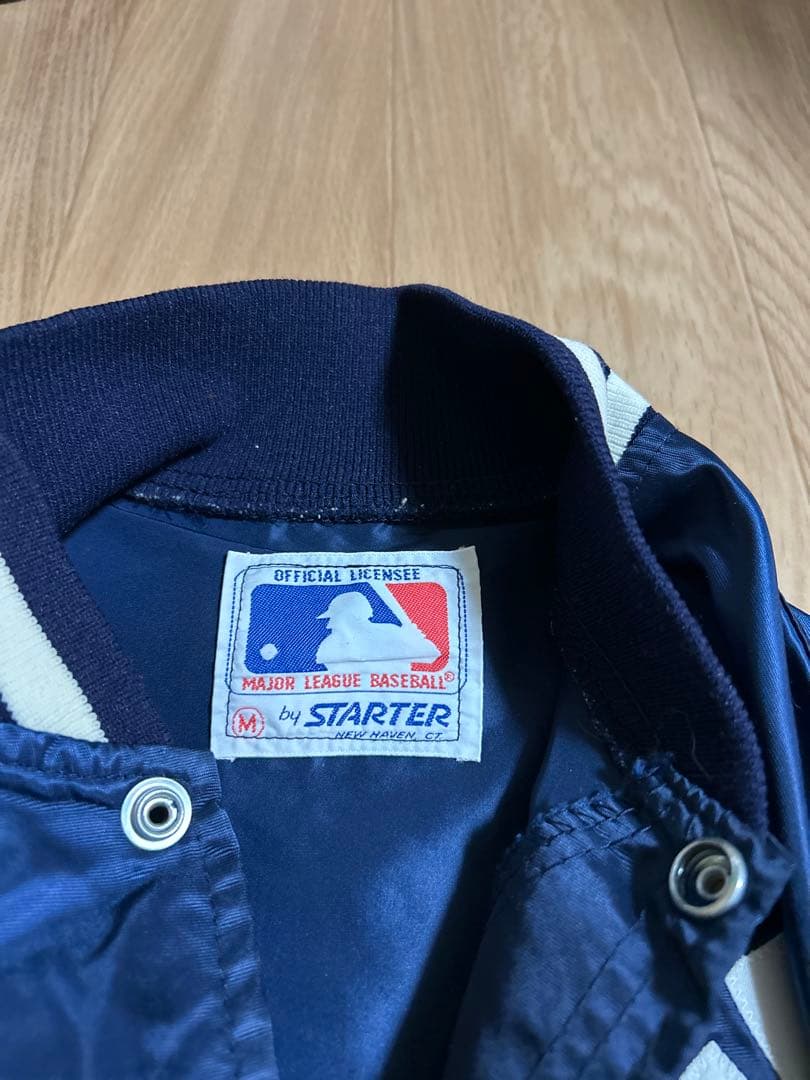 OFFICIAL LICENSEE
MAJOR LEAGUE BASEBALL®
M by STARTER
NEW HAVEN, CT.